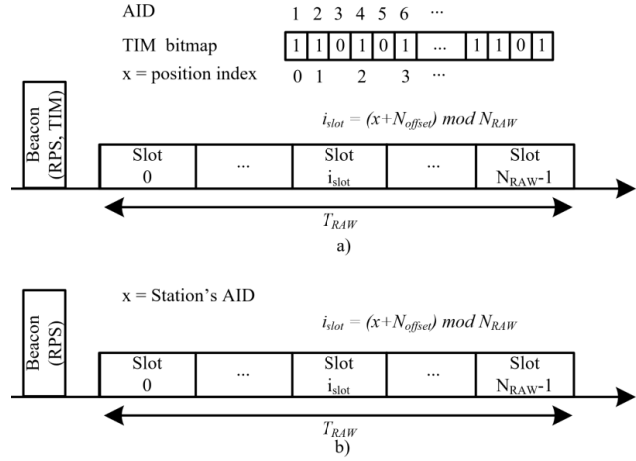 AID 1 2 3 4 5 6 ...
TIM bitmap 1 1 0 1 0 1 ... 1 1 0 1
x = position index 0 1 2 3 ...
Beacon
(RPS, TIM)
i_slot = (x+N_offset) mod N_RAW
Slot ... Slot ... Slot
0 i_slot N_RAW-1
T_RAW
a)
x = Station's AID
Beacon
(RPS)
i_slot = (x+N_offset) mod N_RAW
Slot ... Slot ... Slot
0 i_slot N_RAW-1
T_RAW
b)